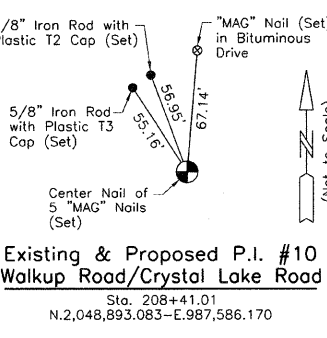 /8" Iron Rod with
lastic T2 Cap (Set)
"MAG" Nail (Set)
in Bituminous
Drive
5/8" Iron Rod
with Plastic T3
Cap (Set)
56.95'
55.16'
67.14'
N
(Not to Scale)
Center Nail of
5 "MAG" Nails
(Set)
Existing & Proposed P.I. #10
Walkup Road/Crystal Lake Road
Sta. 208+41.01
N.2,048,893.083–E.987,586.170